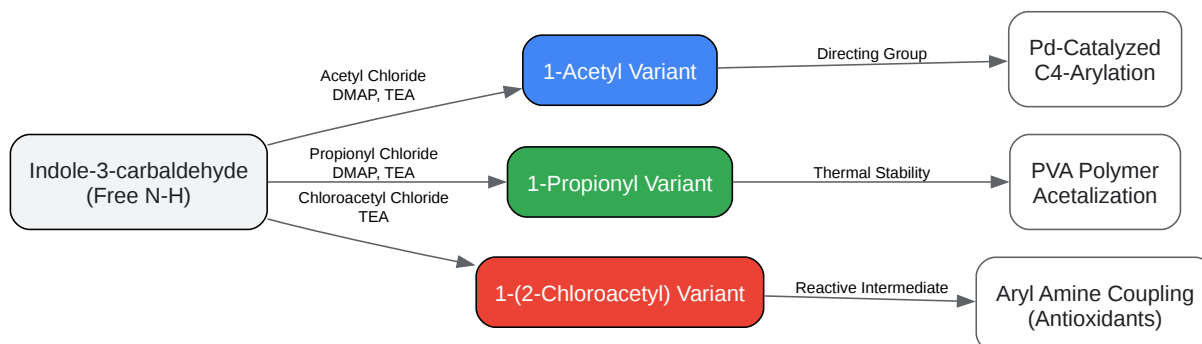 Indole-3-carbaldehyde
(Free N-H)
Acetyl Chloride
DMAP, TEA
Propionyl Chloride
DMAP, TEA
Chloroacetyl Chloride
TEA
1-Acetyl Variant
1-Propionyl Variant
1-(2-Chloroacetyl) Variant
Directing Group
Thermal Stability
Reactive Intermediate
Pd-Catalyzed
C4-Arylation
PVA Polymer
Acetalization
Aryl Amine Coupling
(Antioxidants)